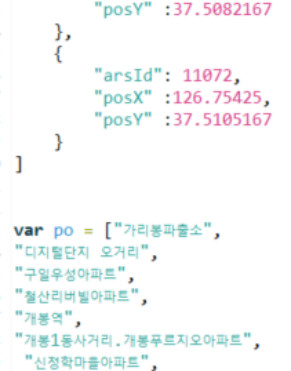 "posY" :37.5082167
},
{
"arsId": 11072,
"posX" :126.75425,
"posY" :37.5105167
}
]
var po = ["가리봉파출소",
"디지털단지 오거리",
"구일우성아파트",
"철산리버빌아파트",
"개봉역",
"개봉1동사거리.개봉푸르지오아파트",
"신정학마을아파트",